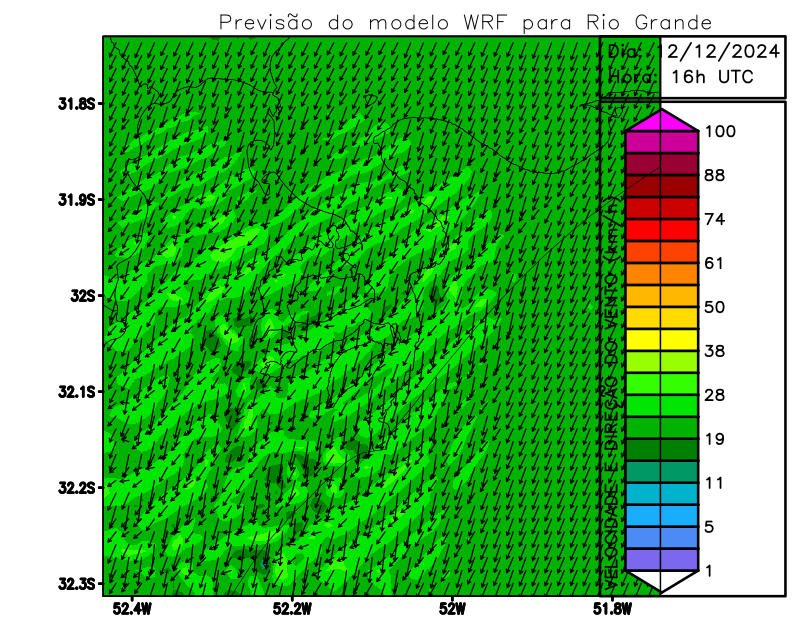 Previsão do modelo WRF para Rio Grande
Dia: 12/12/2024
Hora: 16h UTC
31.8S
31.9S
32S
32.1S
32.2S
32.3S
52.4W
52.2W
52W
51.8W
VELOCIDADE E DIREÇÃO DO VENTO (km/h)
100
88
74
61
50
38
28
19
11
5
1